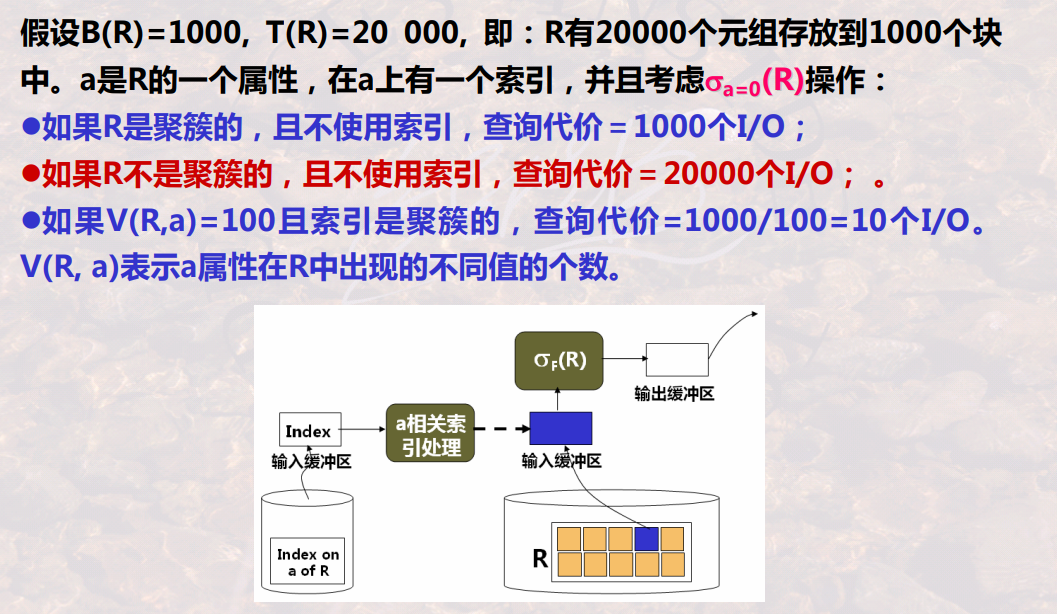 假设B(R)=1000, T(R)=20 000, 即：R有20000个元组存放到1000个块
中。a是R的一个属性，在a上有一个索引，并且考虑σa=0(R)操作：
●如果R是聚簇的，且不使用索引，查询代价＝1000个I/O；
●如果R不是聚簇的，且不使用索引，查询代价＝20000个I/O； 。
●如果V(R,a)=100且索引是聚簇的，查询代价=1000/100=10个I/O。
V(R, a)表示a属性在R中出现的不同值的个数。
σF(R)
输出缓冲区
Index
a相关索
引处理
输入缓冲区
输入缓冲区
Index on
a of R
R